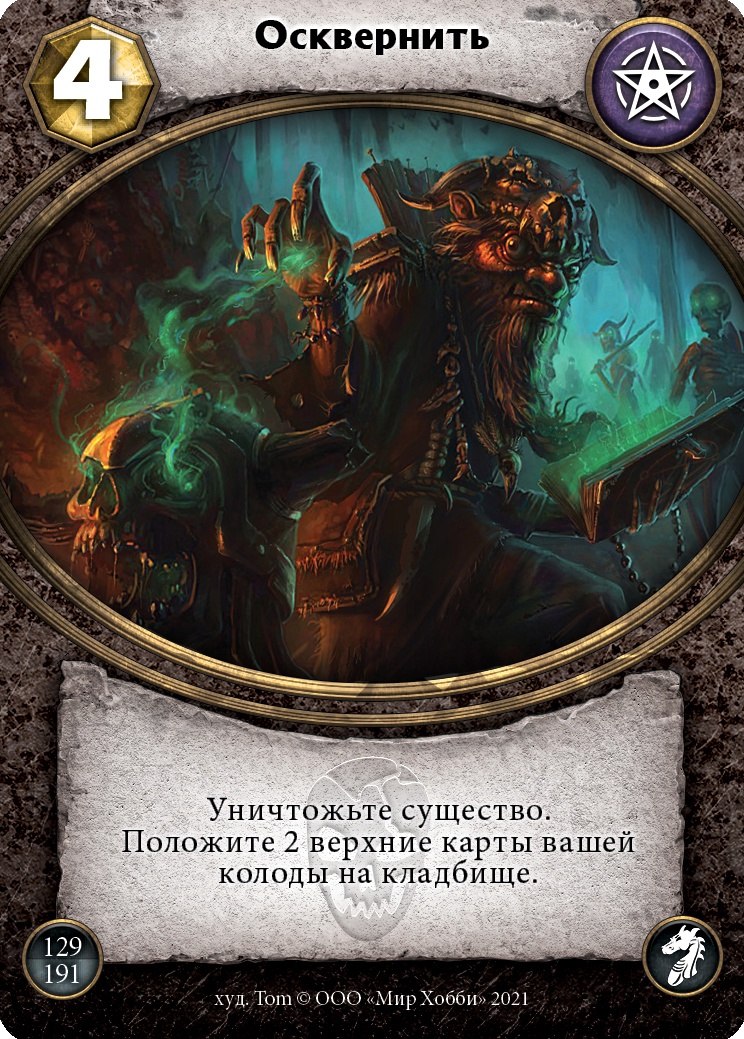 Осквернить
4
Уничтожьте существо.
Положите 2 верхние карты вашей
колоды на кладбище.
129
191
худ. Tom © ООО «Мир Хобби» 2021